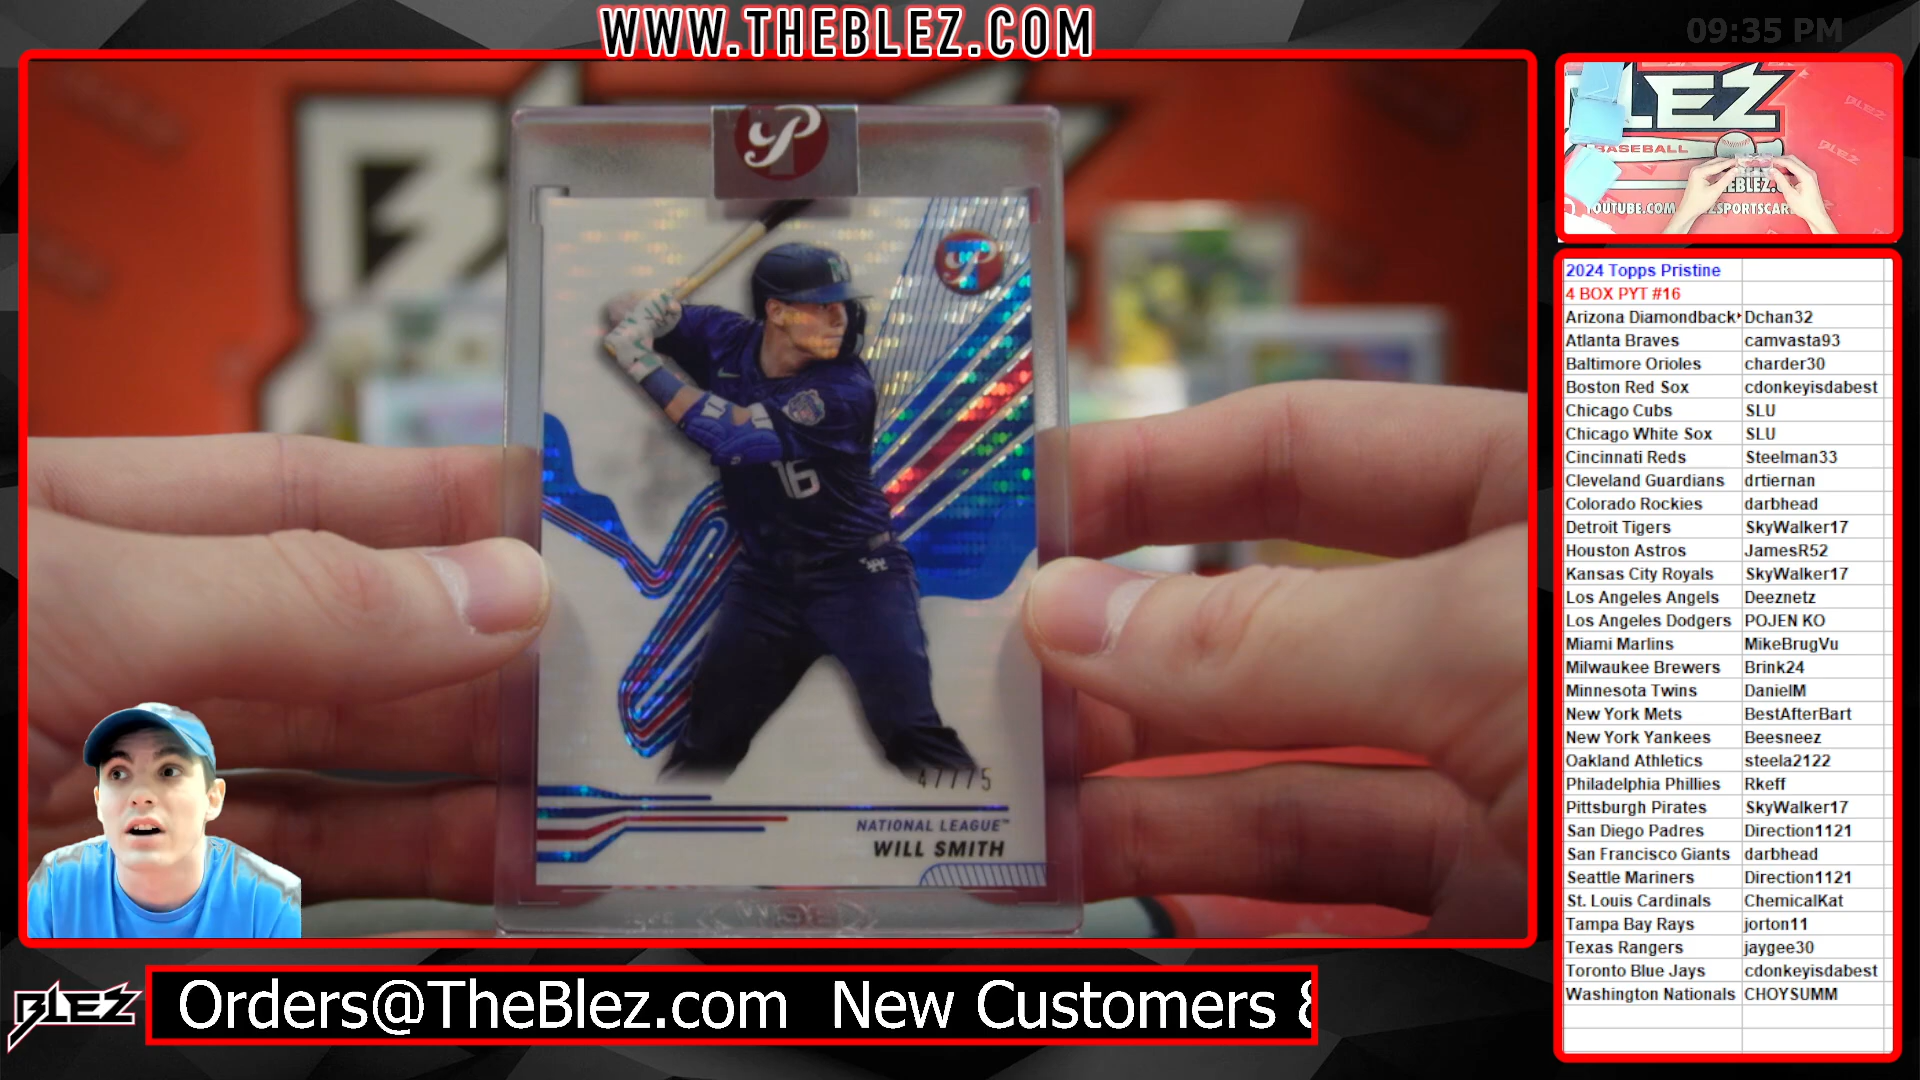 WWW.THEBLEZ.COM
09:35 PM
BLEZ
BASEBALL
BLEZ
YOUTUBE.COM
16
47/75
NATIONAL LEAGUE™
WILL SMITH
2024 Topps Pristine
4 BOX PYT #16
Arizona Diamondback Dchan32
Atlanta Braves camvasta93
Baltimore Orioles charder30
Boston Red Sox cdonkeyisdabest
Chicago Cubs SLU
Chicago White Sox SLU
Cincinnati Reds Steelman33
Cleveland Guardians drtiernan
Colorado Rockies darbhead
Detroit Tigers SkyWalker17
Houston Astros JamesR52
Kansas City Royals SkyWalker17
Los Angeles Angels Deeznetz
Los Angeles Dodgers POJEN KO
Miami Marlins MikeBrugVu
Milwaukee Brewers Brink24
Minnesota Twins DanielM
New York Mets BestAfterBart
New York Yankees Beesneez
Oakland Athletics steela2122
Philadelphia Phillies Rkeff
Pittsburgh Pirates SkyWalker17
San Diego Padres Direction1121
San Francisco Giants darbhead
Seattle Mariners Direction1121
St. Louis Cardinals ChemicalKat
Tampa Bay Rays jorton11
Texas Rangers jaygee30
Toronto Blue Jays cdonkeyisdabest
Washington Nationals CHOYSUMM
BLEZ
Orders@TheBlez.com New Customers &